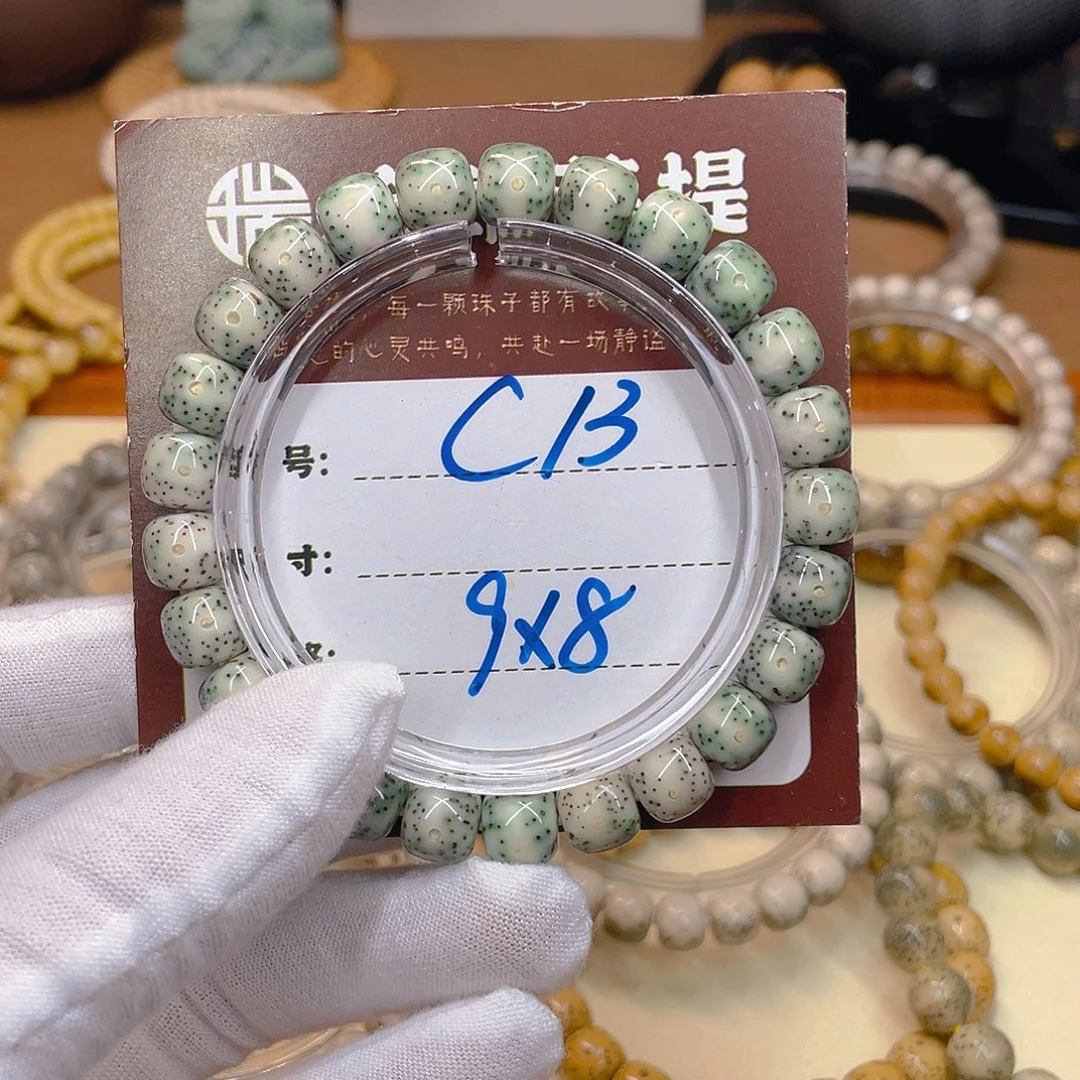 提
每一颗珠子都有故
的心灵共鸣，共赴一场静谧
号: C13
寸:
9x8